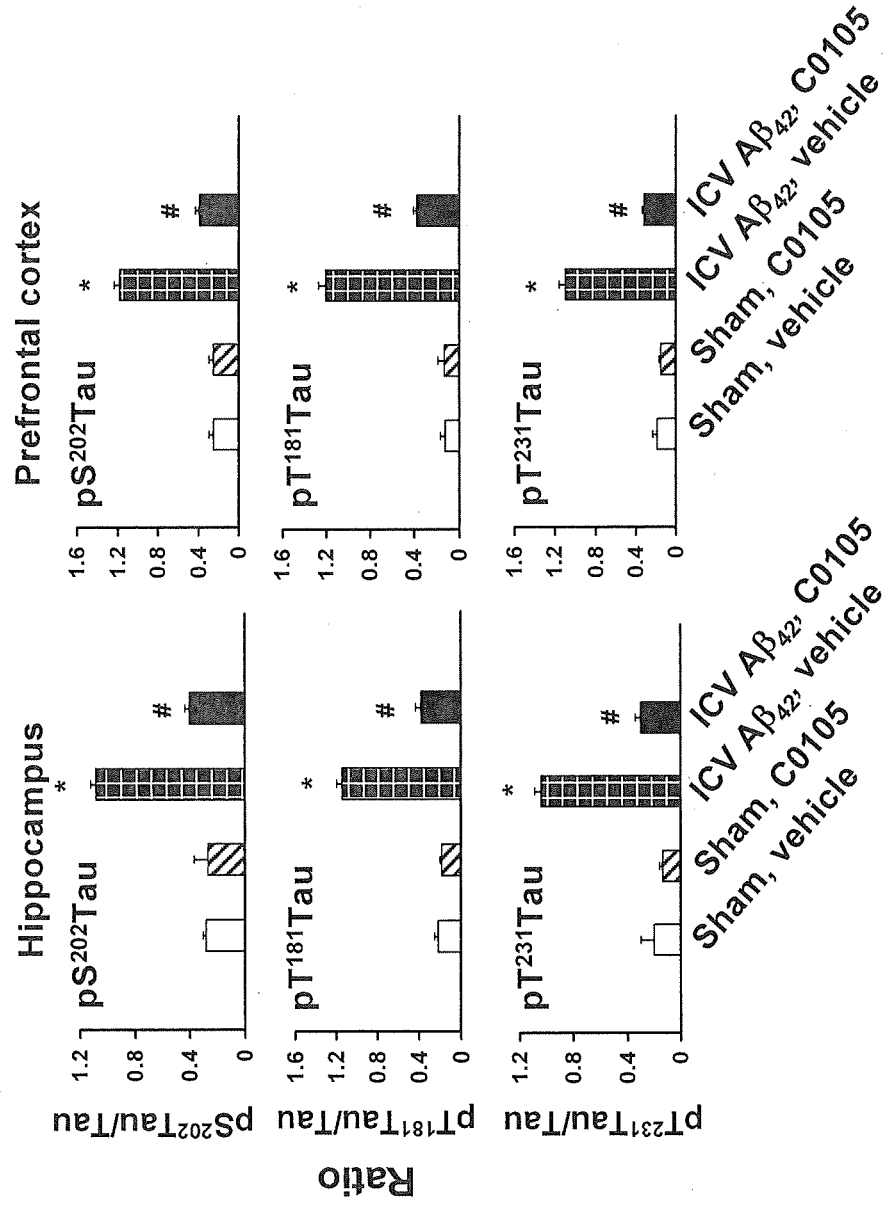 Hippocampus
Prefrontal cortex
Ratio
pS²⁰²Tau/Tau
1.2
0.8
0.4
0
pS²⁰²Tau
*
#
1.6
1.2
0.8
0.4
0
pS²⁰²Tau
*
#
pT¹⁸¹Tau/Tau
1.2
0.8
0.4
0
pT¹⁸¹Tau
*
#
1.6
1.2
0.8
0.4
0
pT¹⁸¹Tau
*
#
pT²³¹Tau/Tau
1.2
0.8
0.4
0
pT²³¹Tau
*
#
1.6
1.2
0.8
0.4
0
pT²³¹Tau
*
#
Sham, vehicle
Sham, C0105
ICV Aβ₄₂, vehicle
ICV Aβ₄₂, C0105
Sham, vehicle
Sham, C0105
ICV Aβ₄₂, vehicle
ICV Aβ₄₂, C0105